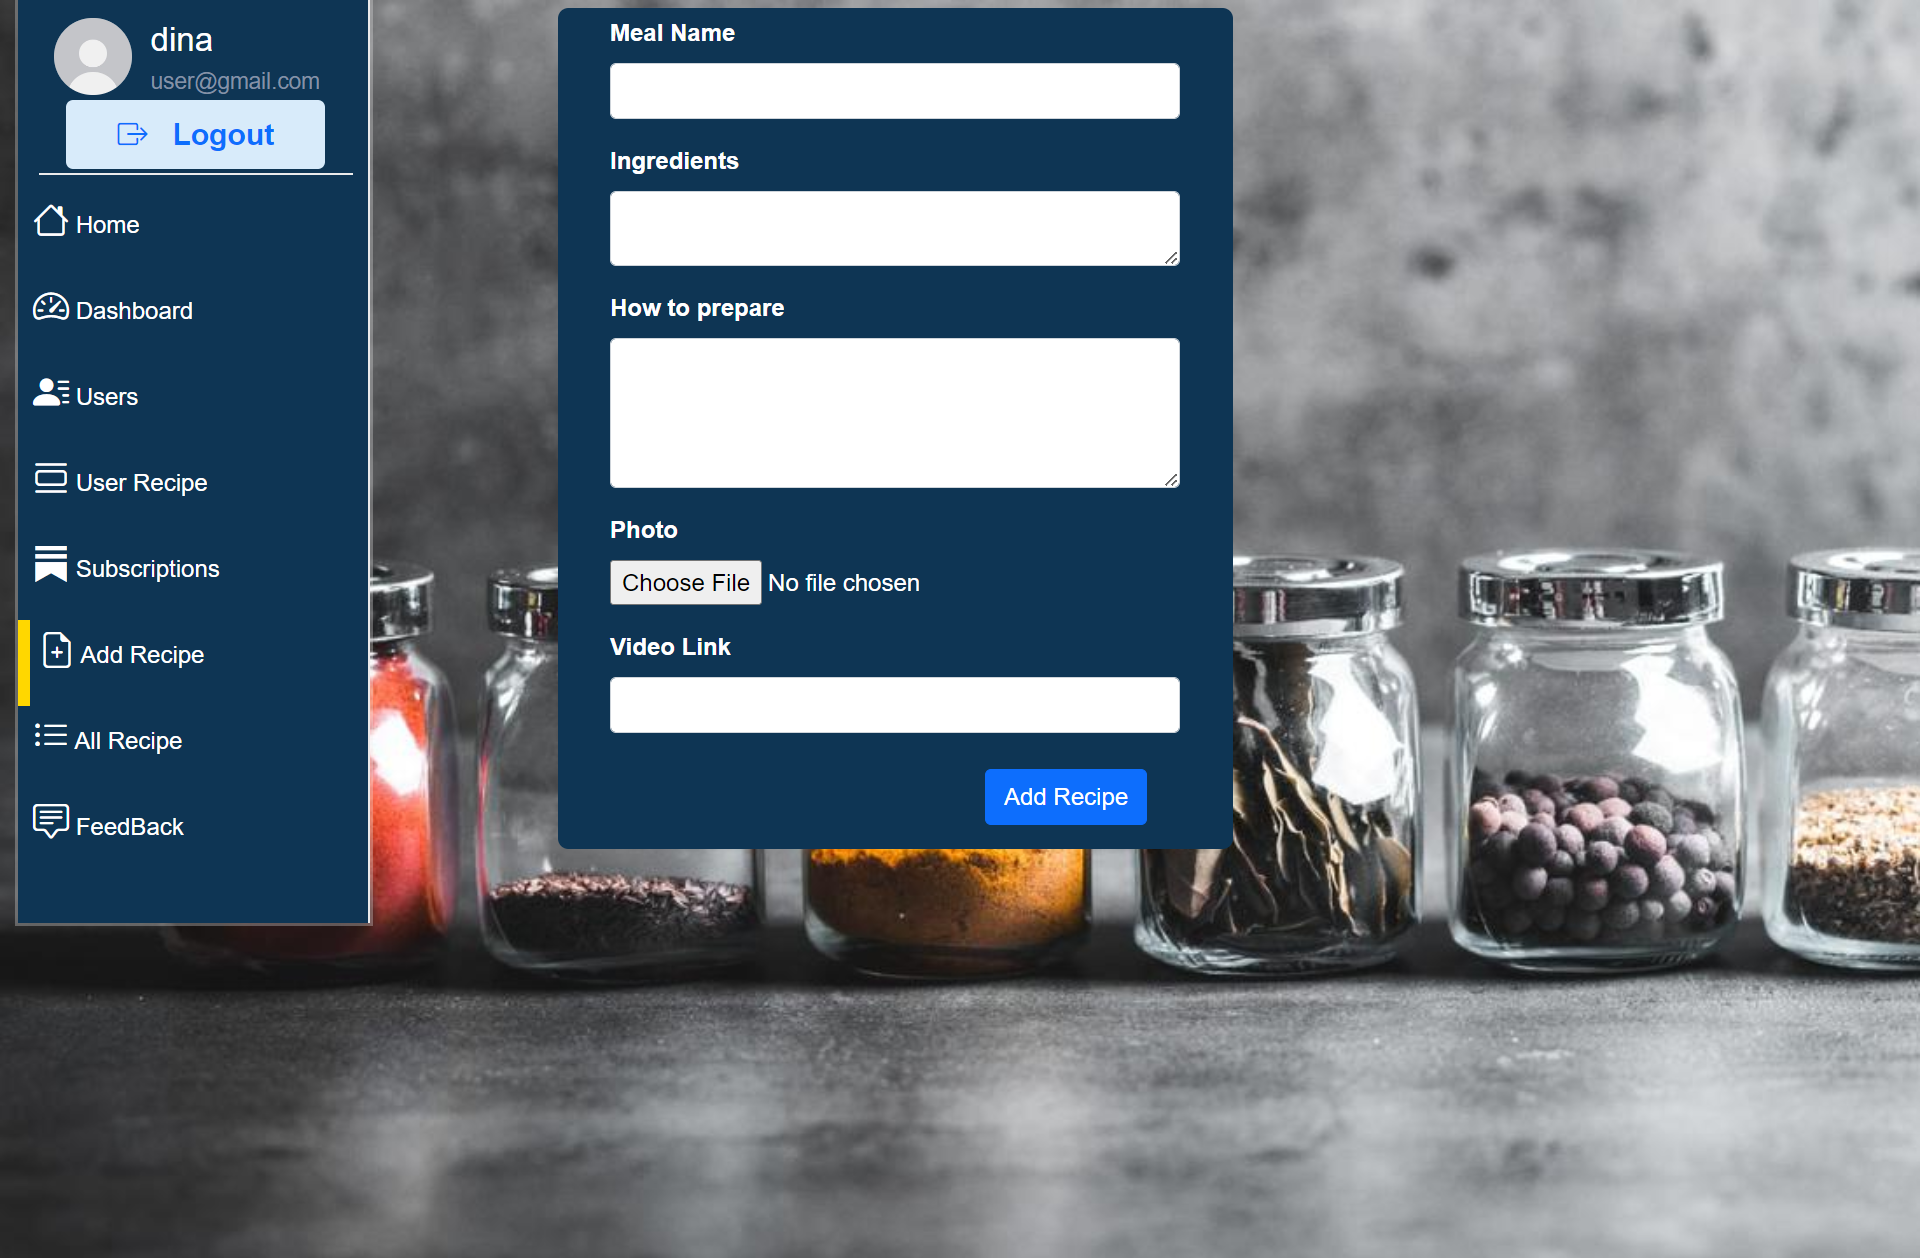 dina
user@gmail.com
Logout
Home
Dashboard
Users
User Recipe
Subscriptions
Add Recipe
All Recipe
FeedBack
Meal Name
Ingredients
How to prepare
Photo
Choose File No file chosen
Video Link
Add Recipe